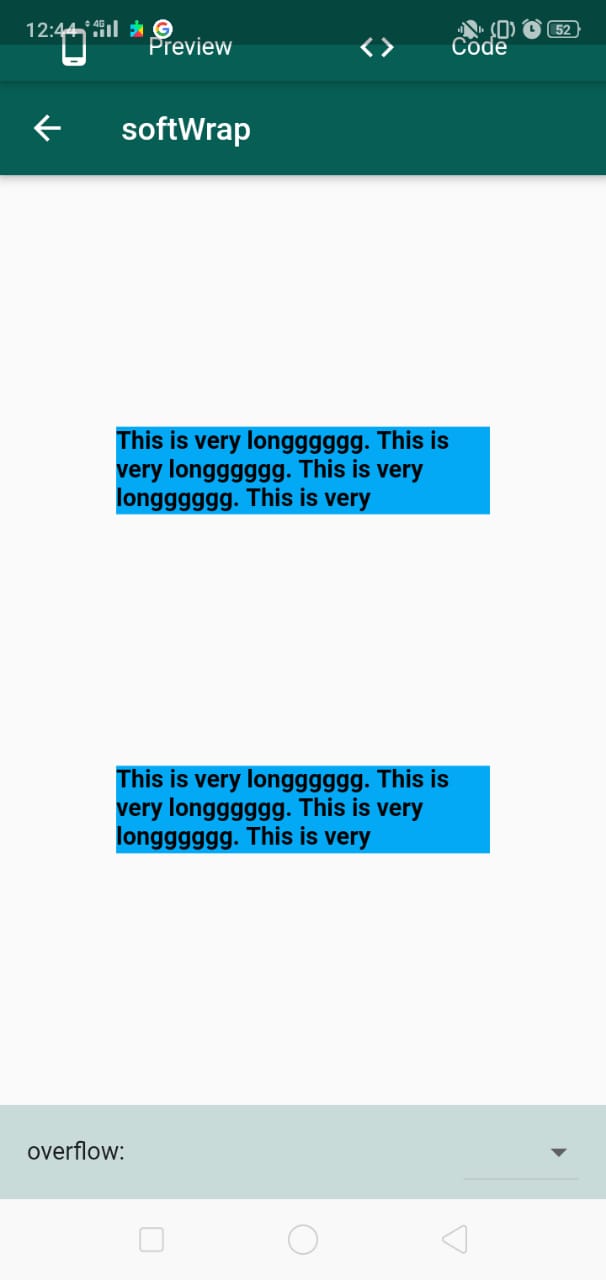 12:44 4G 52
Preview <> Code
softWrap
This is very longggggg. This is
very longggggg. This is very
longggggg. This is very
This is very longggggg. This is
very longggggg. This is very
longggggg. This is very
overflow: